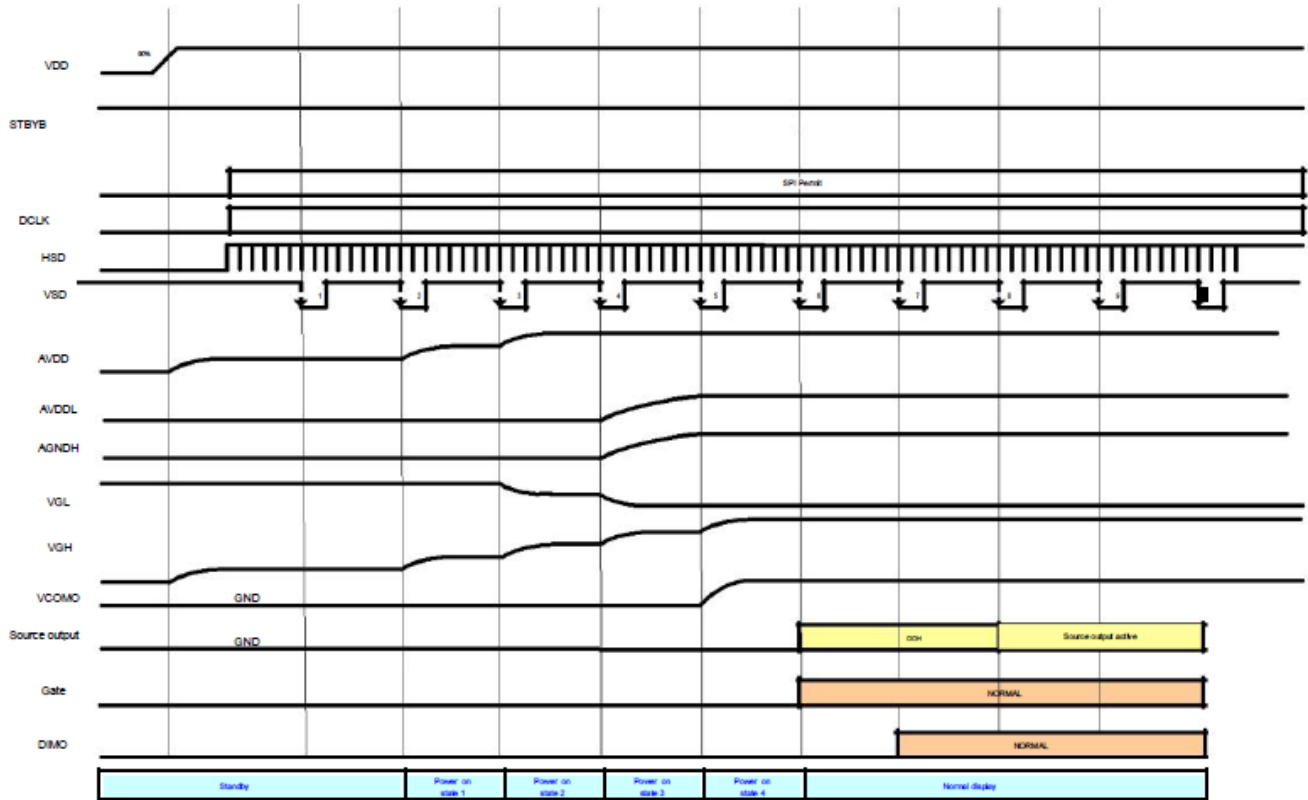 90%
VDD
STBYB
SPI Permit
DCLK
HSD
VSD
1 2 3 4 5 6 7 8 9
AVDD
AVDDL
AGNDH
VGL
VGH
VCOMO GND
Source output GND 00H Source output active
Gate NORMAL
DIMO NORMAL
Standby
Power on
state 1
Power on
state 2
Power on
state 3
Power on
state 4
Normal display